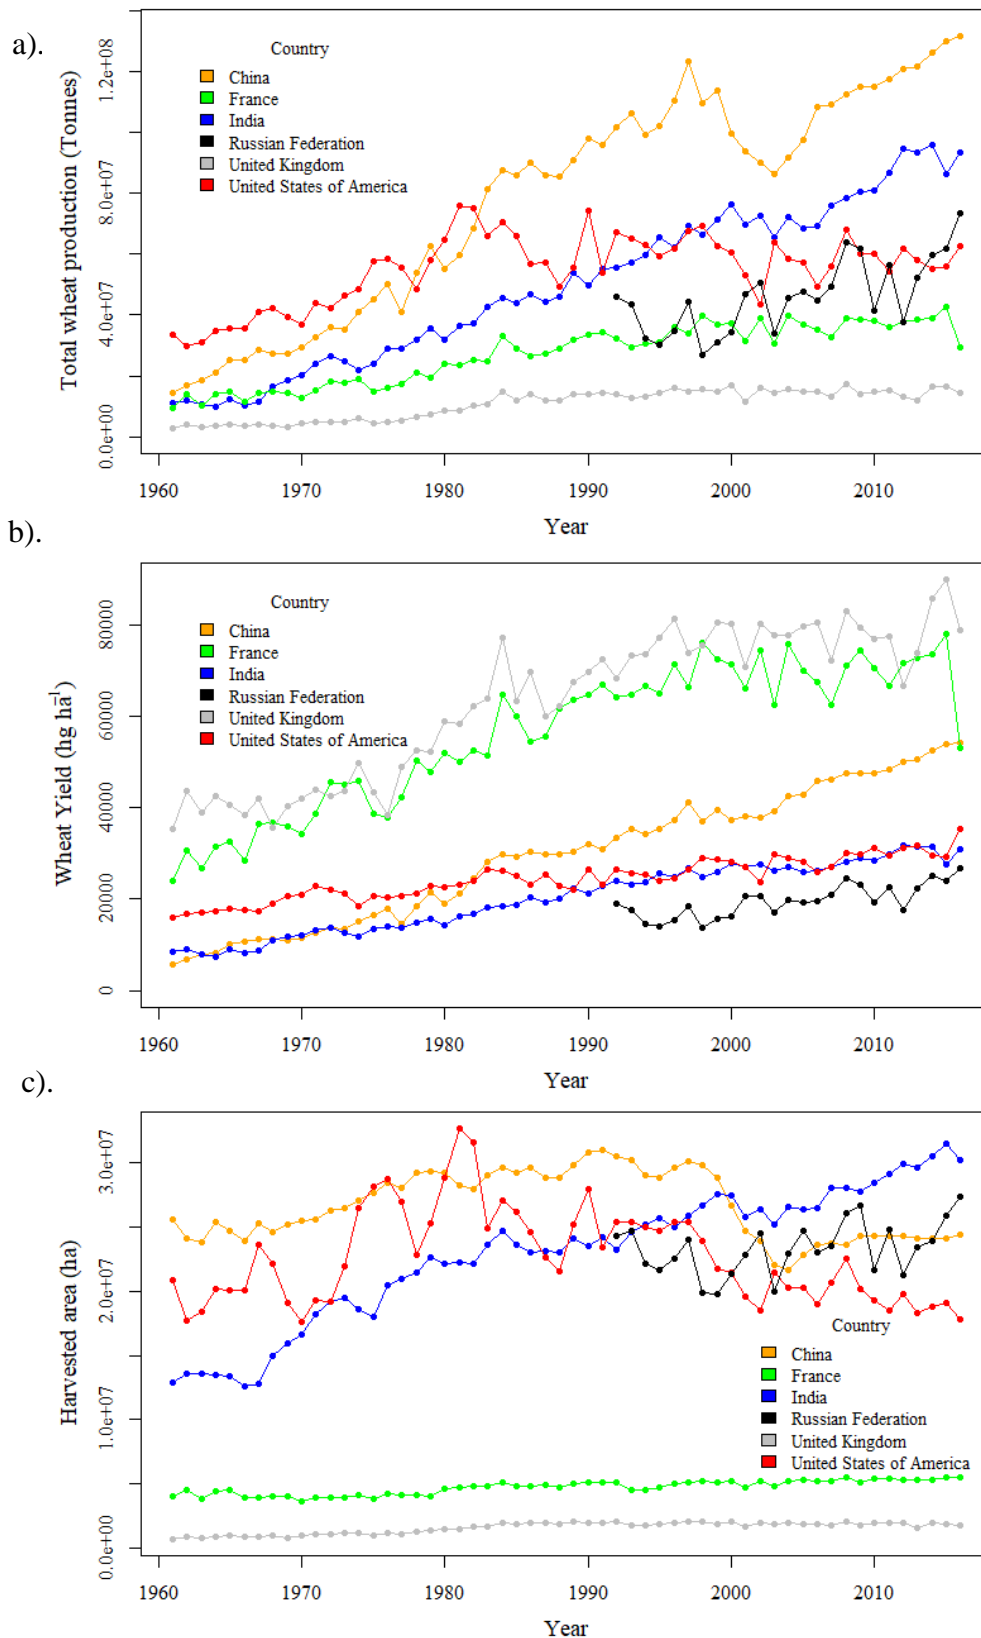 a).
Total wheat production (Tonnes)
0.0e+00
4.0e+07
8.0e+07
1.2e+08
Country
China
France
India
Russian Federation
United Kingdom
United States of America
1960 1970 1980 1990 2000 2010
Year
b).
Wheat Yield (hg ha⁻¹)
0
20000
40000
60000
80000
Country
China
France
India
Russian Federation
United Kingdom
United States of America
1960 1970 1980 1990 2000 2010
Year
c).
Harvested area (ha)
0.0e+00
1.0e+07
2.0e+07
3.0e+07
Country
China
France
India
Russian Federation
United Kingdom
United States of America
1960 1970 1980 1990 2000 2010
Year